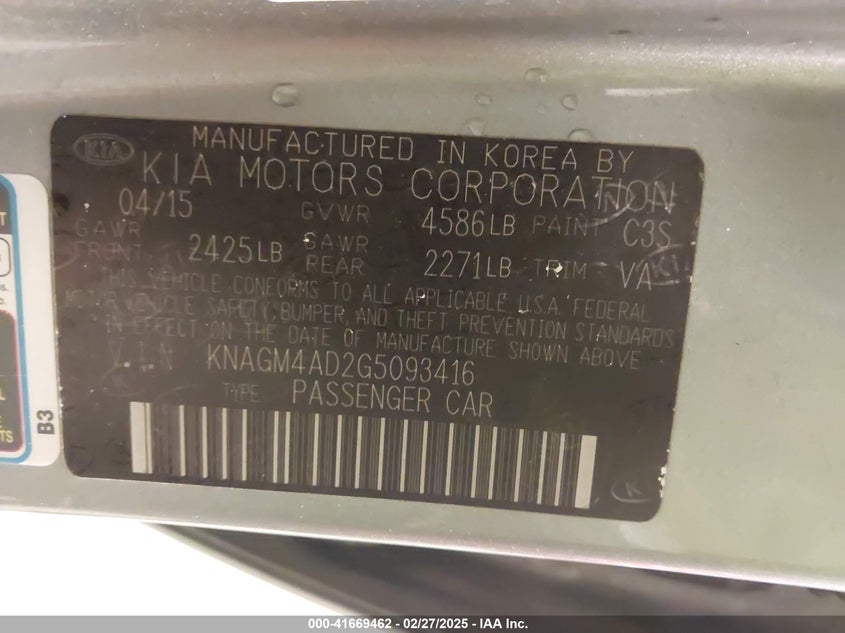 KIA
MANUFACTURED IN KOREA BY
KIA MOTORS CORPORATION
04/15 GVWR 4586LB PAINT C3S
GAWR FRONT 2425LB GAWR REAR 2271LB TRIM VA
THIS VEHICLE CONFORMS TO ALL APPLICABLE U.S.A. FEDERAL
MOTOR VEHICLE SAFETY, BUMPER, AND THEFT PREVENTION STANDARDS
IN EFFECT ON THE DATE OF MANUFACTURE SHOWN ABOVE
V.I.N KNAGM4AD2G5093416
TYPE PASSENGER CAR
B3
000-41669462 - 02/27/2025 - IAA Inc.